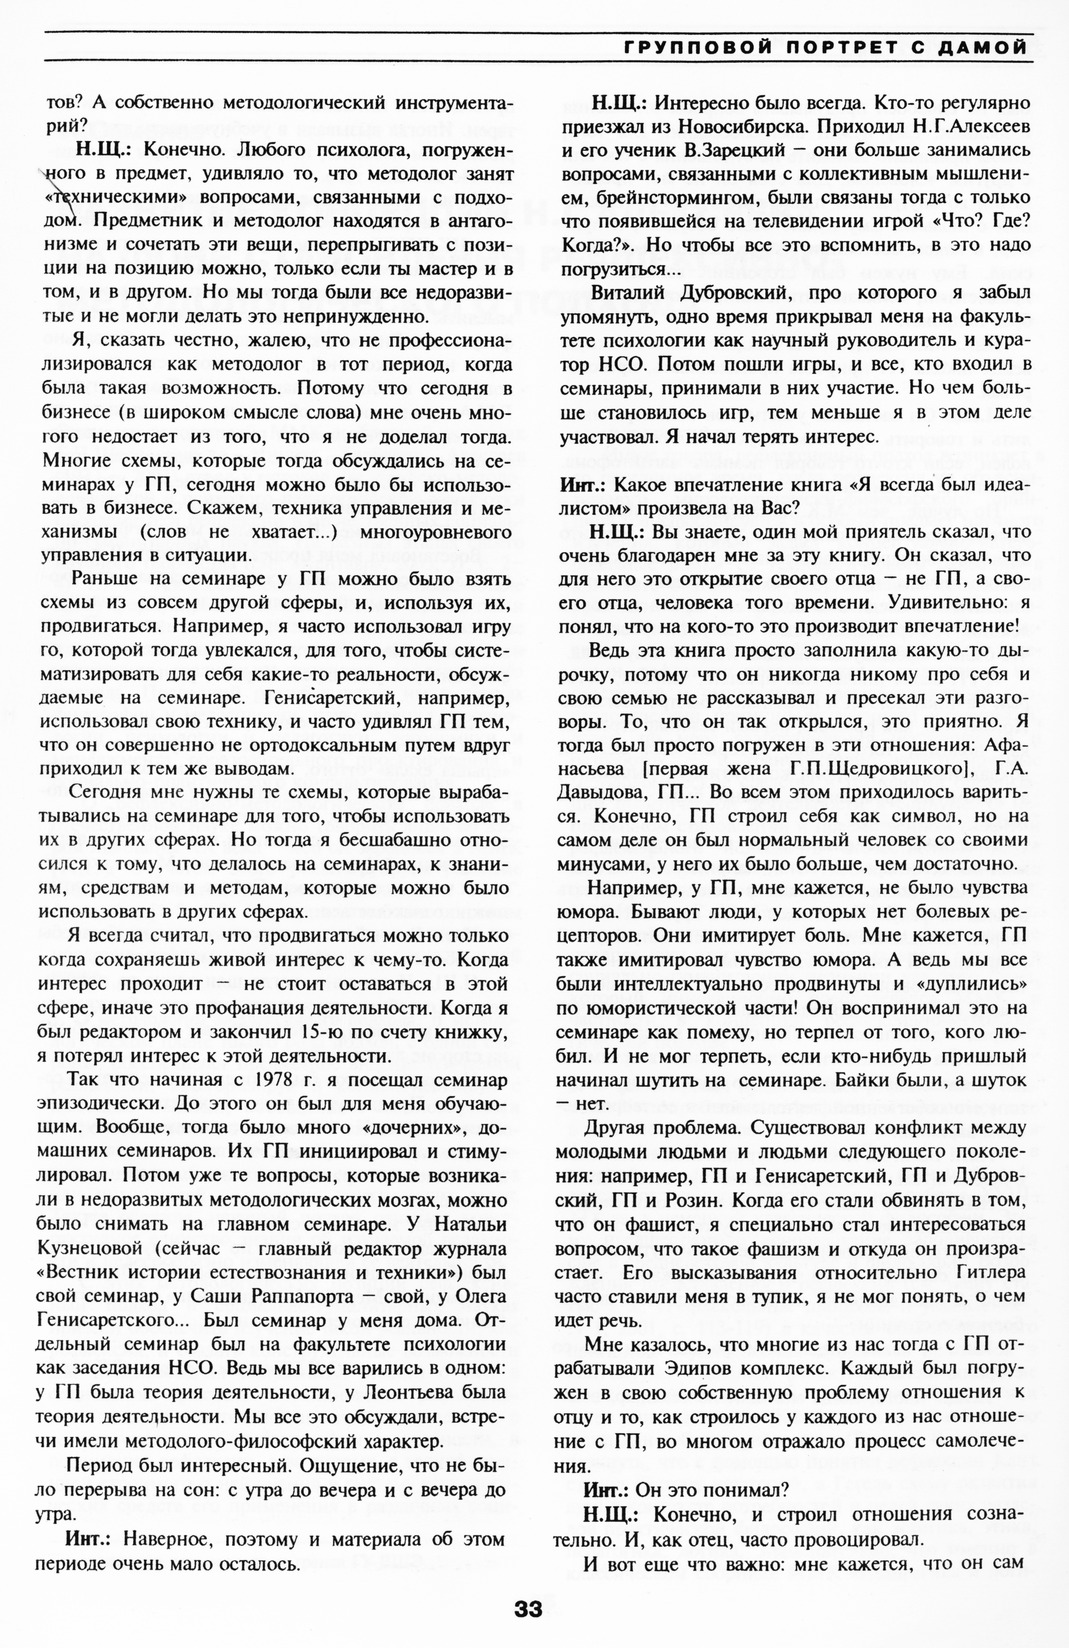 ГРУППОВОЙ ПОРТРЕТ С ДАМОЙ
тов? А собственно методологический инструмента-
рий?
Н.Щ.: Конечно. Любого психолога, погружен-
ного в предмет, удивляло то, что методолог занят
«техническими» вопросами, связанными с подхо-
дом. Предметник и методолог находятся в антаго-
низме и сочетать эти вещи, перепрыгивать с пози-
ции на позицию можно, только если ты мастер и в
том, и в другом. Но мы тогда были все недоразви-
тые и не могли делать это непринужденно.
Я, сказать честно, жалею, что не профессиона-
лизировался как методолог в тот период, когда
была такая возможность. Потому что сегодня в
бизнесе (в широком смысле слова) мне очень мно-
гого недостает из того, что я не доделал тогда.
Многие схемы, которые тогда обсуждались на се-
минарах у ГП, сегодня можно было бы использо-
вать в бизнесе. Скажем, техника управления и ме-
ханизмы (слов не хватает...) многоуровневого
управления в ситуации.
Раньше на семинаре у ГП можно было взять
схемы из совсем другой сферы, и, используя их,
продвигаться. Например, я часто использовал игру
го, которой тогда увлекался, для того, чтобы систе-
матизировать для себя какие-то реальности, обсуж-
даемые на семинаре. Генисаретский, например,
использовал свою технику, и часто удивлял ГП тем,
что он совершенно не ортодоксальным путем вдруг
приходил к тем же выводам.
Сегодня мне нужны те схемы, которые выраба-
тывались на семинаре для того, чтобы использовать
их в других сферах. Но тогда я бесшабашно отно-
сился к тому, что делалось на семинарах, к знани-
ям, средствам и методам, которые можно было
использовать в других сферах.
Я всегда считал, что продвигаться можно только
когда сохраняешь живой интерес к чему-то. Когда
интерес проходит — не стоит оставаться в этой
сфере, иначе это профанация деятельности. Когда я
был редактором и закончил 15-ю по счету книжку,
я потерял интерес к этой деятельности.
Так что начиная с 1978 г. я посещал семинар
эпизодически. До этого он был для меня обучаю-
щим. Вообще, тогда было много «дочерних», до-
машних семинаров. Их ГП инициировал и стиму-
лировал. Потом уже те вопросы, которые возника-
ли в недоразвитых методологических мозгах, можно
было снимать на главном семинаре. У Натальи
Кузнецовой (сейчас — главный редактор журнала
«Вестник истории естествознания и техники») был
свой семинар, у Саши Раппапорта — свой, у Олега
Генисаретского... Был семинар у меня дома. От-
дельный семинар был на факультете психологии
как заседания НСО. Ведь мы все варились в одном:
у ГП была теория деятельности, у Леонтьева была
теория деятельности. Мы все это обсуждали, встре-
чи имели методолого-философский характер.
Период был интересный. Ощущение, что не бы-
ло перерыва на сон: с утра до вечера и с вечера до
утра.
Инт.: Наверное, поэтому и материала об этом
периоде очень мало осталось.
Н.Щ.: Интересно было всегда. Кто-то регулярно
приезжал из Новосибирска. Приходил Н.Г.Алексеев
и его ученик В.Зарецкий — они больше занимались
вопросами, связанными с коллективным мышлени-
ем, брейнстормингом, были связаны тогда с только
что появившейся на телевидении игрой «Что? Где?
Когда?». Но чтобы все это вспомнить, в это надо
погрузиться...
Виталий Дубровский, про которого я забыл
упомянуть, одно время прикрывал меня на факуль-
тете психологии как научный руководитель и кура-
тор НСО. Потом пошли игры, и все, кто входил в
семинары, принимали в них участие. Но чем боль-
ше становилось игр, тем меньше я в этом деле
участвовал. Я начал терять интерес.
Инт.: Какое впечатление книга «Я всегда был идеа-
листом» произвела на Вас?
Н.Щ.: Вы знаете, один мой приятель сказал, что
очень благодарен мне за эту книгу. Он сказал, что
для него это открытие своего отца — не ГП, а сво-
его отца, человека того времени. Удивительно: я
понял, что на кого-то это производит впечатление!
Ведь эта книга просто заполнила какую-то ды-
рочку, потому что он никогда никому про себя и
свою семью не рассказывал и пресекал эти разго-
воры. То, что он так открылся, это приятно. Я
тогда был просто погружен в эти отношения: Афа-
насьева [первая жена Г.П.Щедровицкого], Г.А.
Давыдова, ГП... Во всем этом приходилось варить-
ся. Конечно, ГП строил себя как символ, но на
самом деле он был нормальный человек со своими
минусами, у него их было больше, чем достаточно.
Например, у ГП, мне кажется, не было чувства
юмора. Бывают люди, у которых нет болевых ре-
цепторов. Они имитирует боль. Мне кажется, ГП
также имитировал чувство юмора. А ведь мы все
были интеллектуально продвинуты и «дуплились»
по юмористической части! Он воспринимал это на
семинаре как помеху, но терпел от того, кого лю-
бил. И не мог терпеть, если кто-нибудь пришлый
начинал шутить на семинаре. Байки были, а шуток
— нет.
Другая проблема. Существовал конфликт между
молодыми людьми и людьми следующего поколе-
ния: например, ГП и Генисаретский, ГП и Дубров-
ский, ГП и Розин. Когда его стали обвинять в том,
что он фашист, я специально стал интересоваться
вопросом, что такое фашизм и откуда он произра-
стает. Его высказывания относительно Гитлера
часто ставили меня в тупик, я не мог понять, о чем
идет речь.
Мне казалось, что многие из нас тогда с ГП от-
рабатывали Эдипов комплекс. Каждый был погру-
жен в свою собственную проблему отношения к
отцу и то, как строилось у каждого из нас отноше-
ние с ГП, во многом отражало процесс самолече-
ния.
Инт.: Он это понимал?
Н.Щ.: Конечно, и строил отношения созна-
тельно. И, как отец, часто провоцировал.
И вот еще что важно: мне кажется, что он сам
33